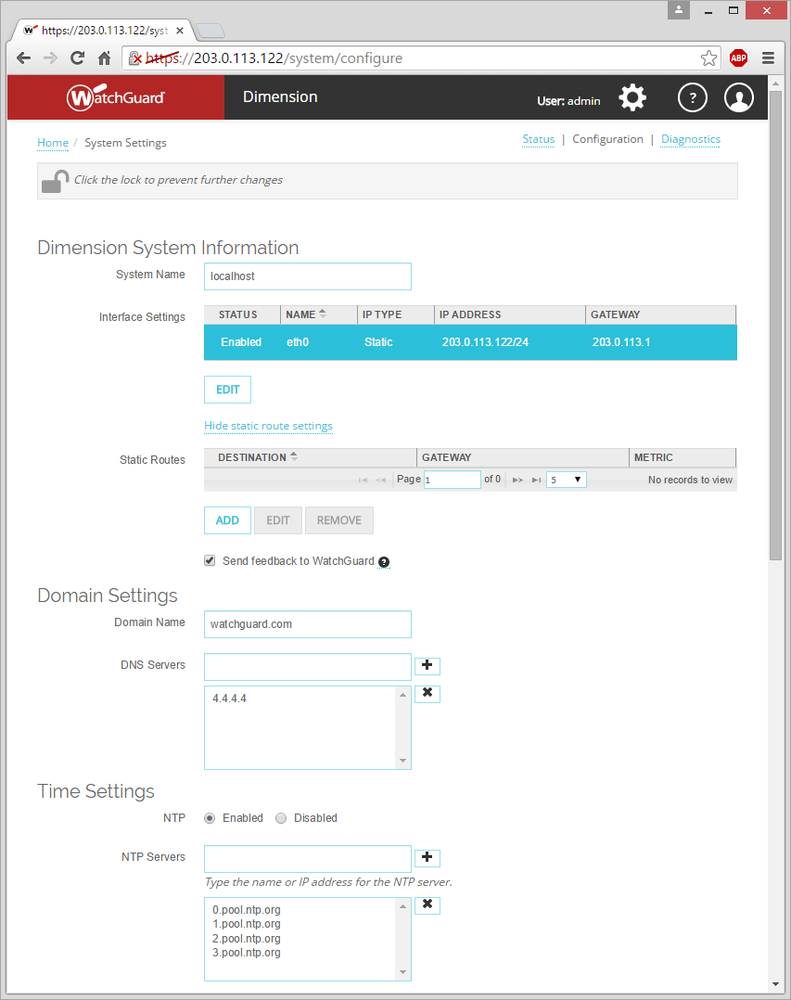 https://203.0.113.122/syst
https://203.0.113.122/system/configure
ABP
WatchGuard
Dimension
User: admin
?
Home / System Settings
Status | Configuration | Diagnostics
Click the lock to prevent further changes
Dimension System Information
System Name
localhost
Interface Settings
STATUS NAME IP TYPE IP ADDRESS GATEWAY
Enabled eth0 Static 203.0.113.122/24 203.0.113.1
EDIT
Hide static route settings
Static Routes
DESTINATION GATEWAY METRIC
Page 1 of 0 5 No records to view
ADD EDIT REMOVE
Send feedback to WatchGuard ?
Domain Settings
Domain Name
watchguard.com
DNS Servers
4.4.4.4
Time Settings
NTP Enabled Disabled
NTP Servers
Type the name or IP address for the NTP server.
0.pool.ntp.org
1.pool.ntp.org
2.pool.ntp.org
3.pool.ntp.org